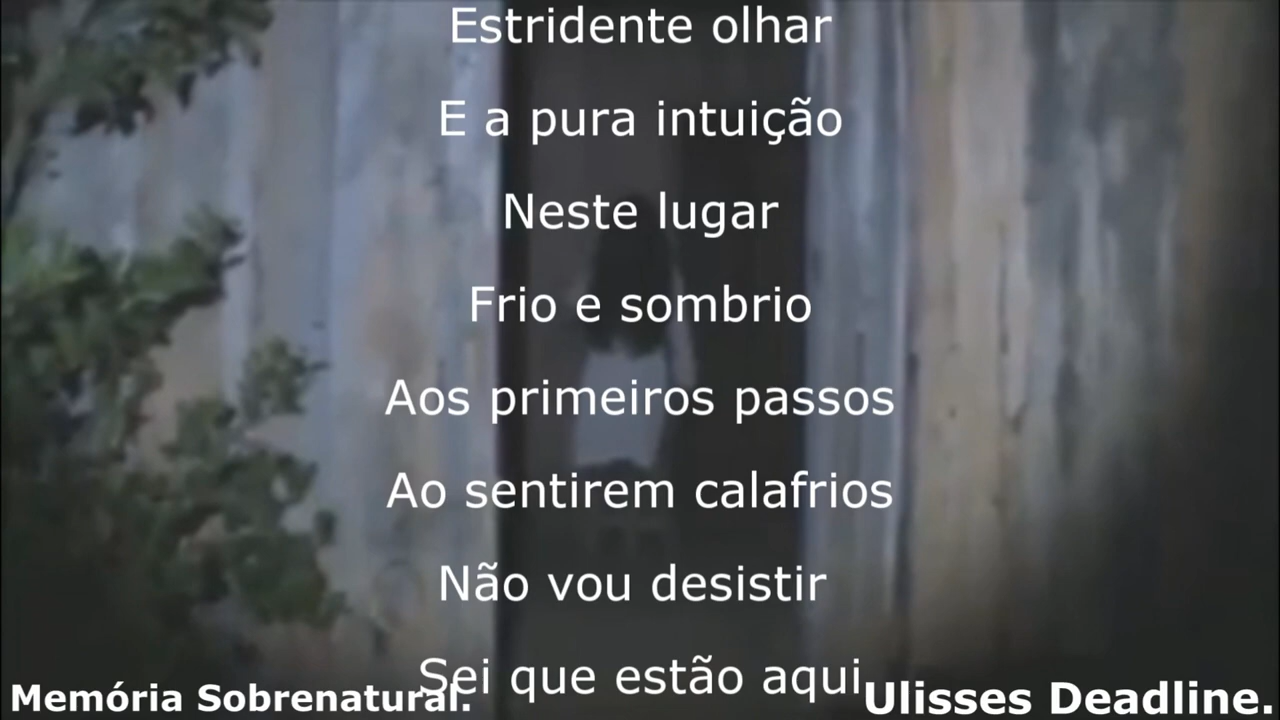 Estridente olhar
E a pura intuição
Neste lugar
Frio e sombrio
Aos primeiros passos
Ao sentirem calafrios
Não vou desistir
Sei que estão aqui
Memória Sobrenatural.
Ulisses Deadline.